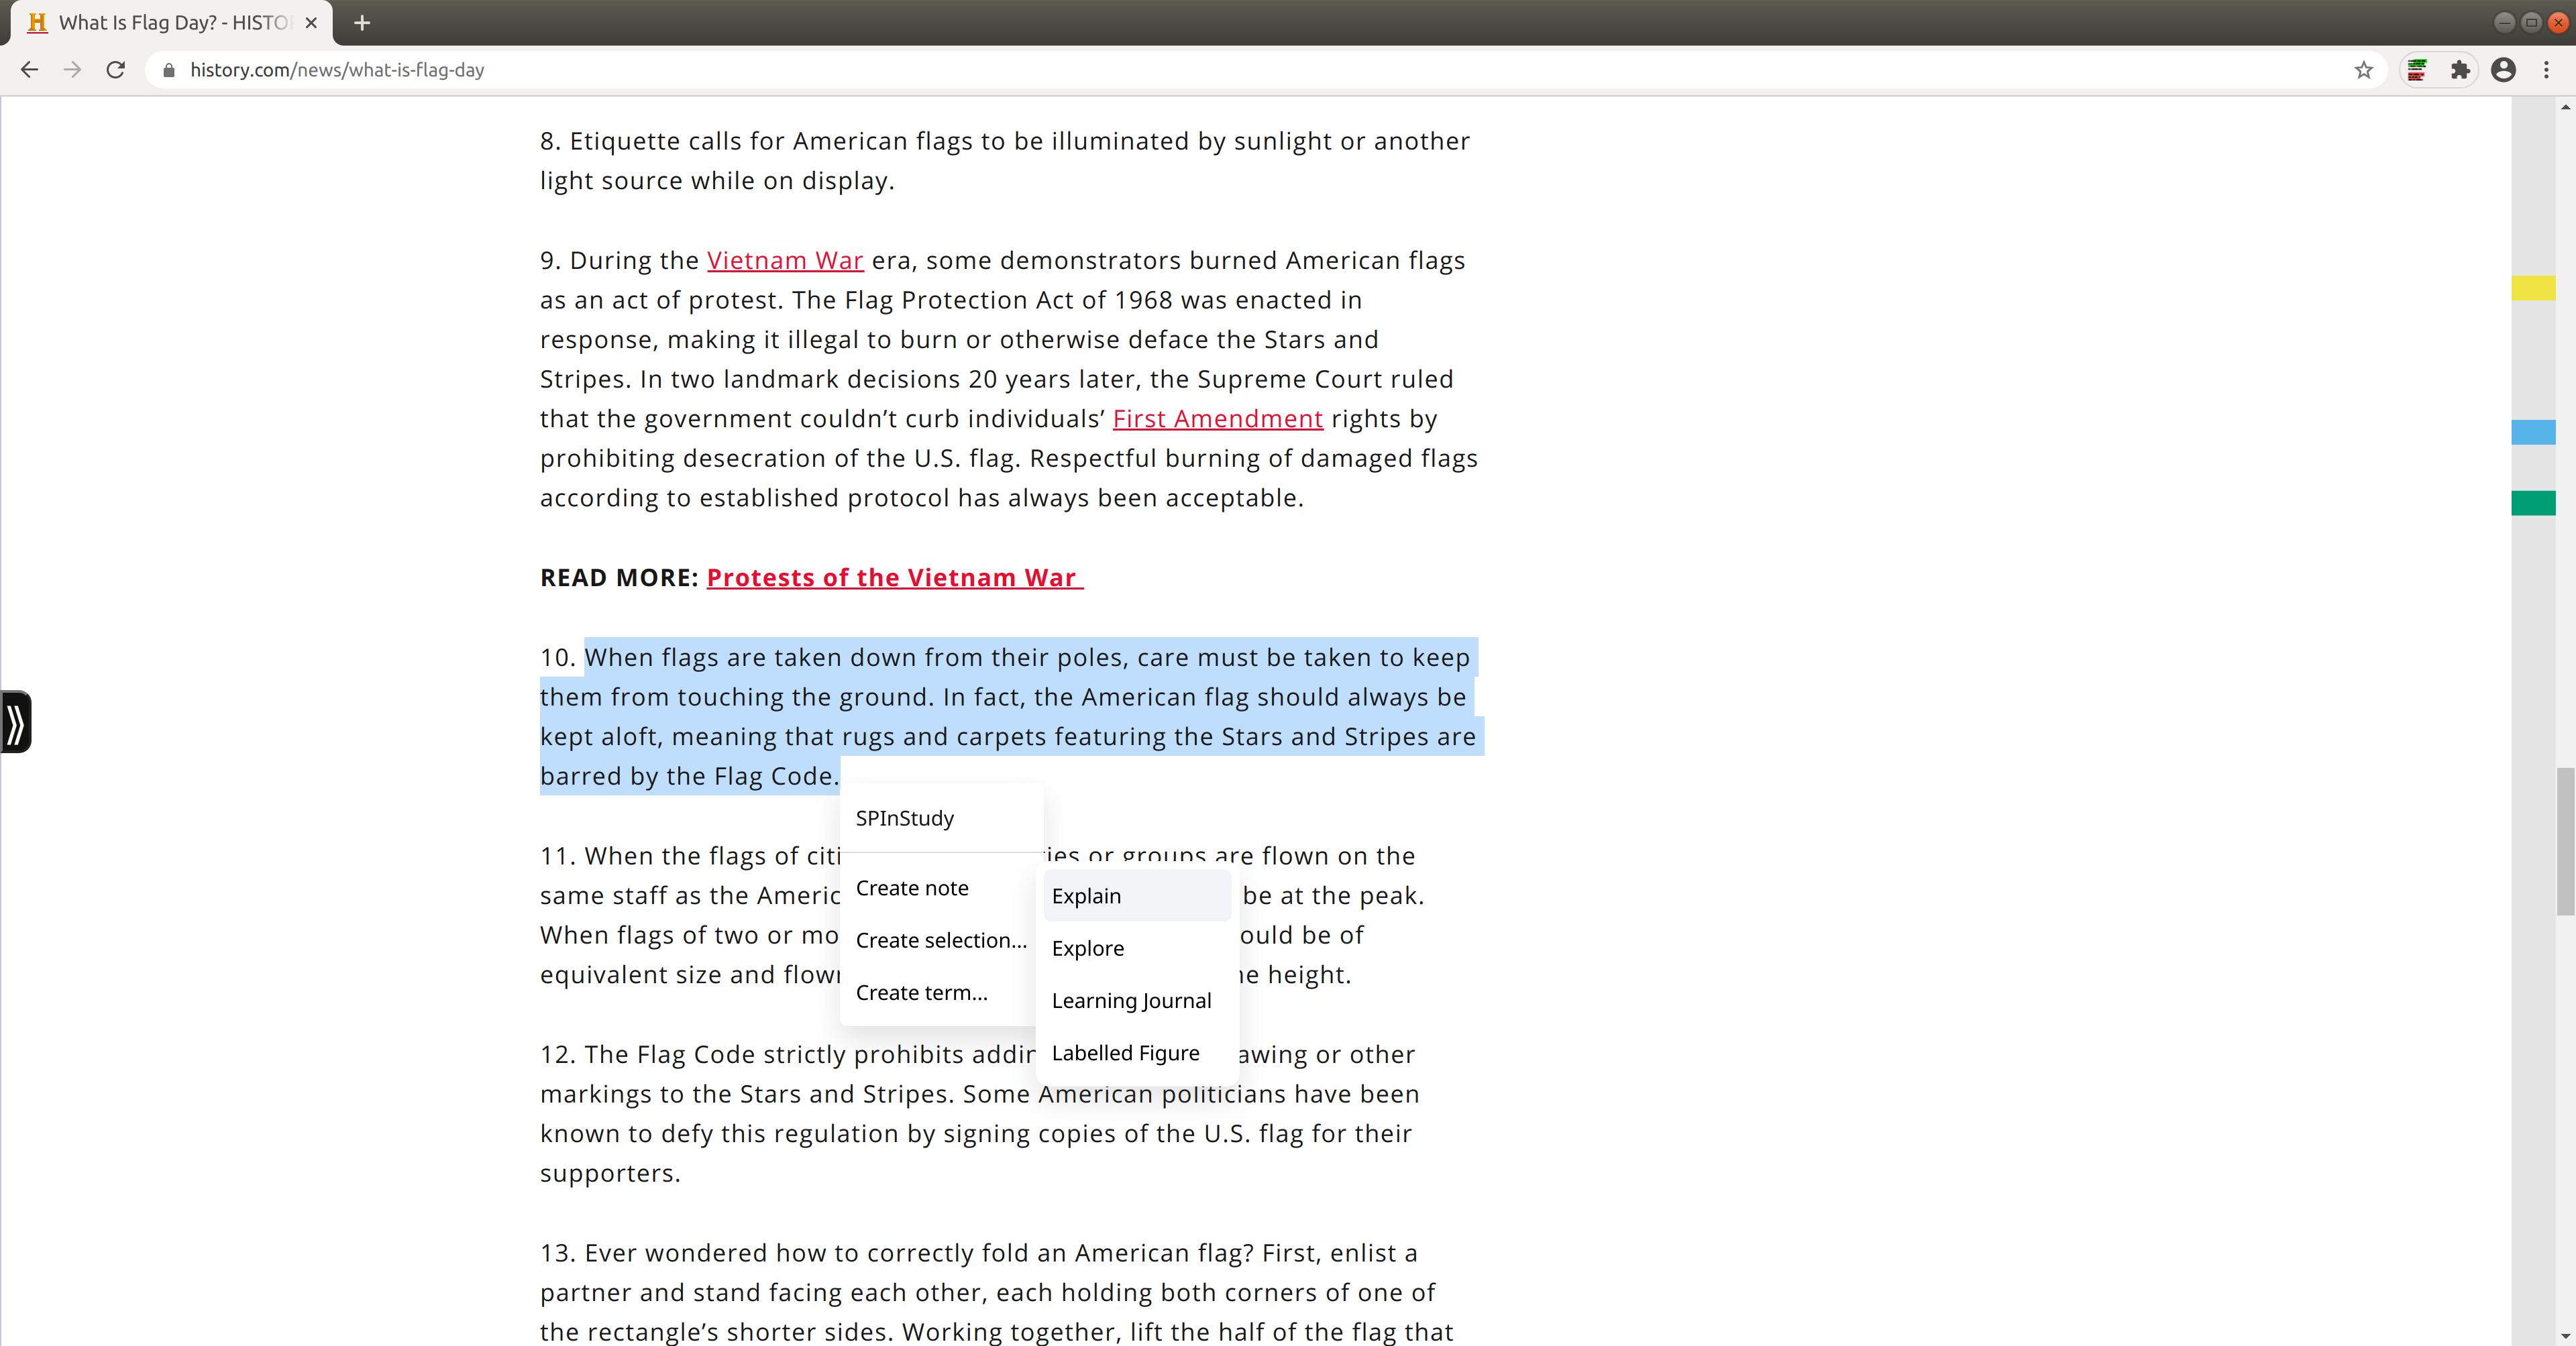 What Is Flag Day? - HISTO
history.com/news/what-is-flag-day
8. Etiquette calls for American flags to be illuminated by sunlight or another
light source while on display.
9. During the Vietnam War era, some demonstrators burned American flags
as an act of protest. The Flag Protection Act of 1968 was enacted in
response, making it illegal to burn or otherwise deface the Stars and
Stripes. In two landmark decisions 20 years later, the Supreme Court ruled
that the government couldn’t curb individuals’ First Amendment rights by
prohibiting desecration of the U.S. flag. Respectful burning of damaged flags
according to established protocol has always been acceptable.
READ MORE: Protests of the Vietnam War
10. When flags are taken down from their poles, care must be taken to keep
them from touching the ground. In fact, the American flag should always be
kept aloft, meaning that rugs and carpets featuring the Stars and Stripes are
barred by the Flag Code.
SPInStudy
Create note
Create selection...
Create term...
Explain
Explore
Learning Journal
Labelled Figure
11. When the flags of or groups are flown on the
same staff as the be at the peak.
When flags of two or of
equivalent size and height.
12. The Flag Code strictly prohibits or other
markings to the Stars and Stripes. Some American politicians have been
known to defy this regulation by signing copies of the U.S. flag for their
supporters.
13. Ever wondered how to correctly fold an American flag? First, enlist a
partner and stand facing each other, each holding both corners of one of
the rectangle’s shorter sides. Working together, lift the half of the flag that